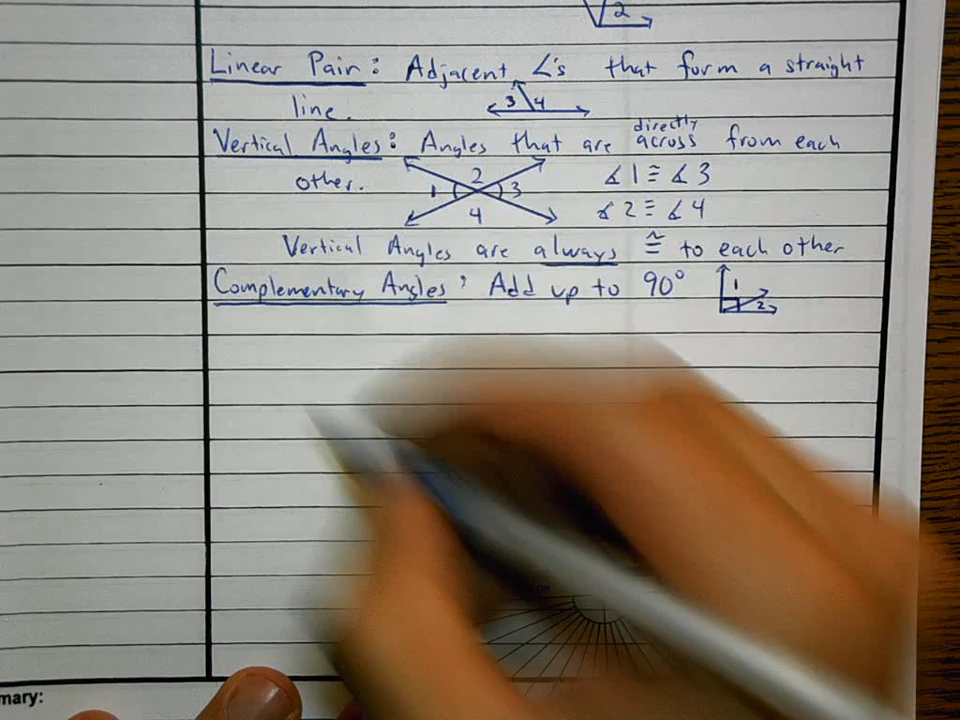 2
Linear Pair: Adjacent ∠'s that form a straight
line. 3 4
Vertical Angles: Angles that are directly across from each
other. 1 2 3 4 ∡1 ≅ ∡3
∡2 ≅ ∡4
Vertical Angles are always ≅ to each other
Complementary Angles: Add up to 90° 1 2
mary: